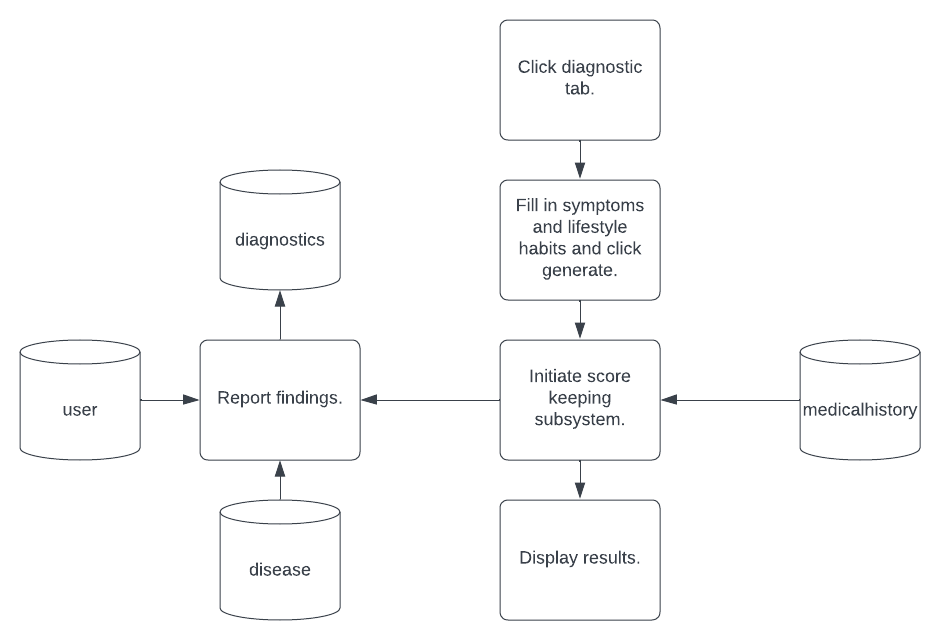 Click diagnostic
tab.
Fill in symptoms
and lifestyle
habits and click
generate.
diagnostics
user
Report findings.
Initiate score
keeping
subsystem.
medicalhistory
disease
Display results.